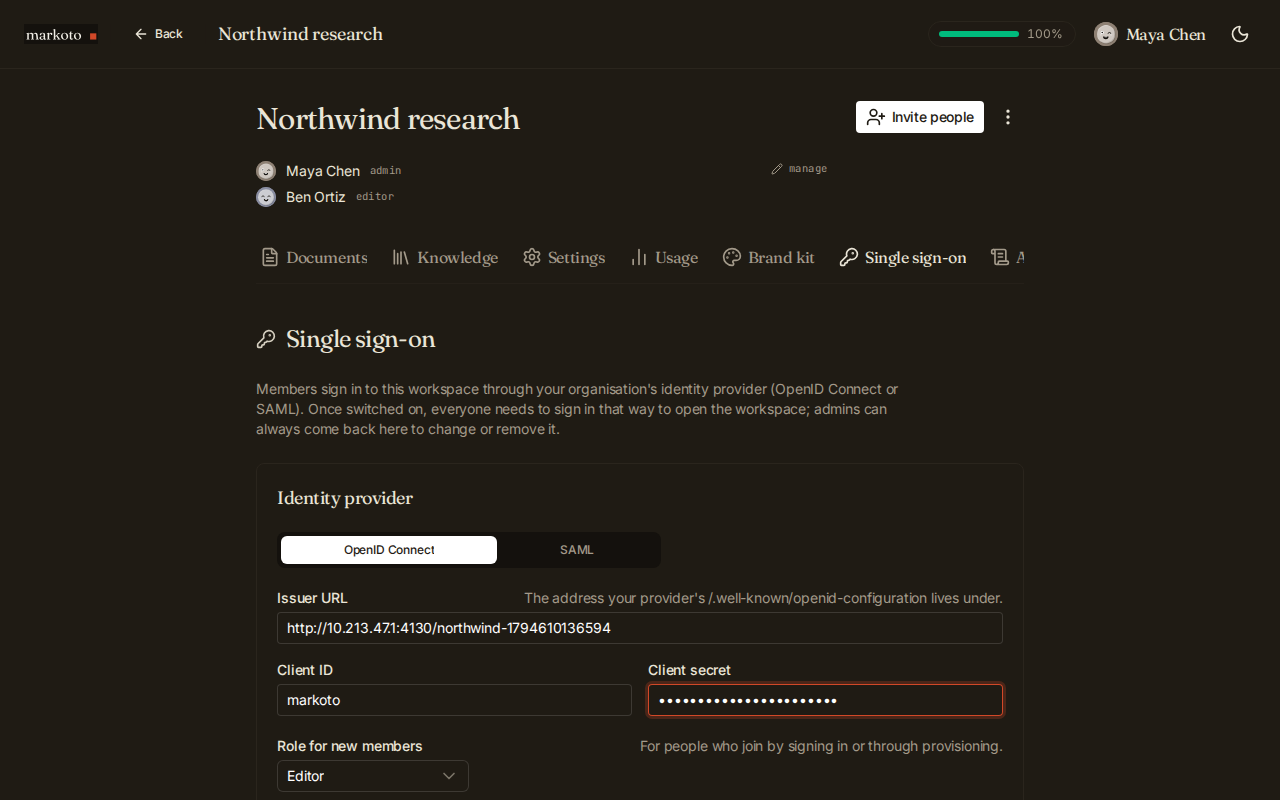 markoto
Back
Northwind research
100%
Maya Chen
Northwind research
Invite people
Maya Chen admin
manage
Ben Ortiz editor
Documents Knowledge Settings Usage Brand kit Single sign-on
Single sign-on
Members sign in to this workspace through your organisation's identity provider (OpenID Connect or
SAML). Once switched on, everyone needs to sign in that way to open the workspace; admins can
always come back here to change or remove it.
Identity provider
OpenID Connect SAML
Issuer URL The address your provider's /.well-known/openid-configuration lives under.
http://10.213.47.1:4130/northwind-1794610136594
Client ID Client secret
markoto
Role for new members For people who join by signing in or through provisioning.
Editor